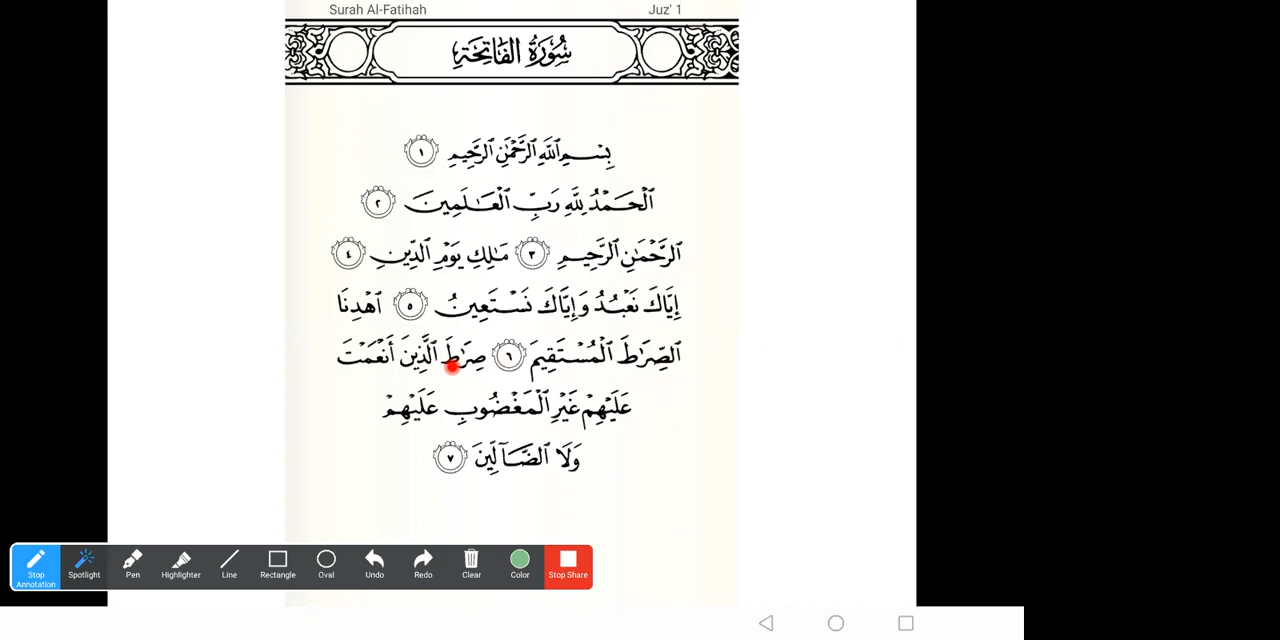 Surah Al-Fatihah Juz' 1
سُورَةُ الفَاتِحَةِ
بِسْمِ ٱللَّهِ ٱلرَّحْمَٰنِ ٱلرَّحِيمِ ١
ٱلْحَمْدُ لِلَّهِ رَبِّ ٱلْعَٰلَمِينَ ٢
ٱلرَّحْمَٰنِ ٱلرَّحِيمِ ٣ مَٰلِكِ يَوْمِ ٱلدِّينِ ٤
إِيَّاكَ نَعْبُدُ وَإِيَّاكَ نَسْتَعِينُ ٥ ٱهْدِنَا
ٱلصِّرَٰطَ ٱلْمُسْتَقِيمَ ٦ صِرَٰطَ ٱلَّذِينَ أَنْعَمْتَ
عَلَيْهِمْ غَيْرِ ٱلْمَغْضُوبِ عَلَيْهِمْ
وَلَا ٱلضَّآلِّينَ ٧
Stop Annotation Spotlight Pen Highlighter Line Rectangle Oval Undo Redo Clear Color Stop Share